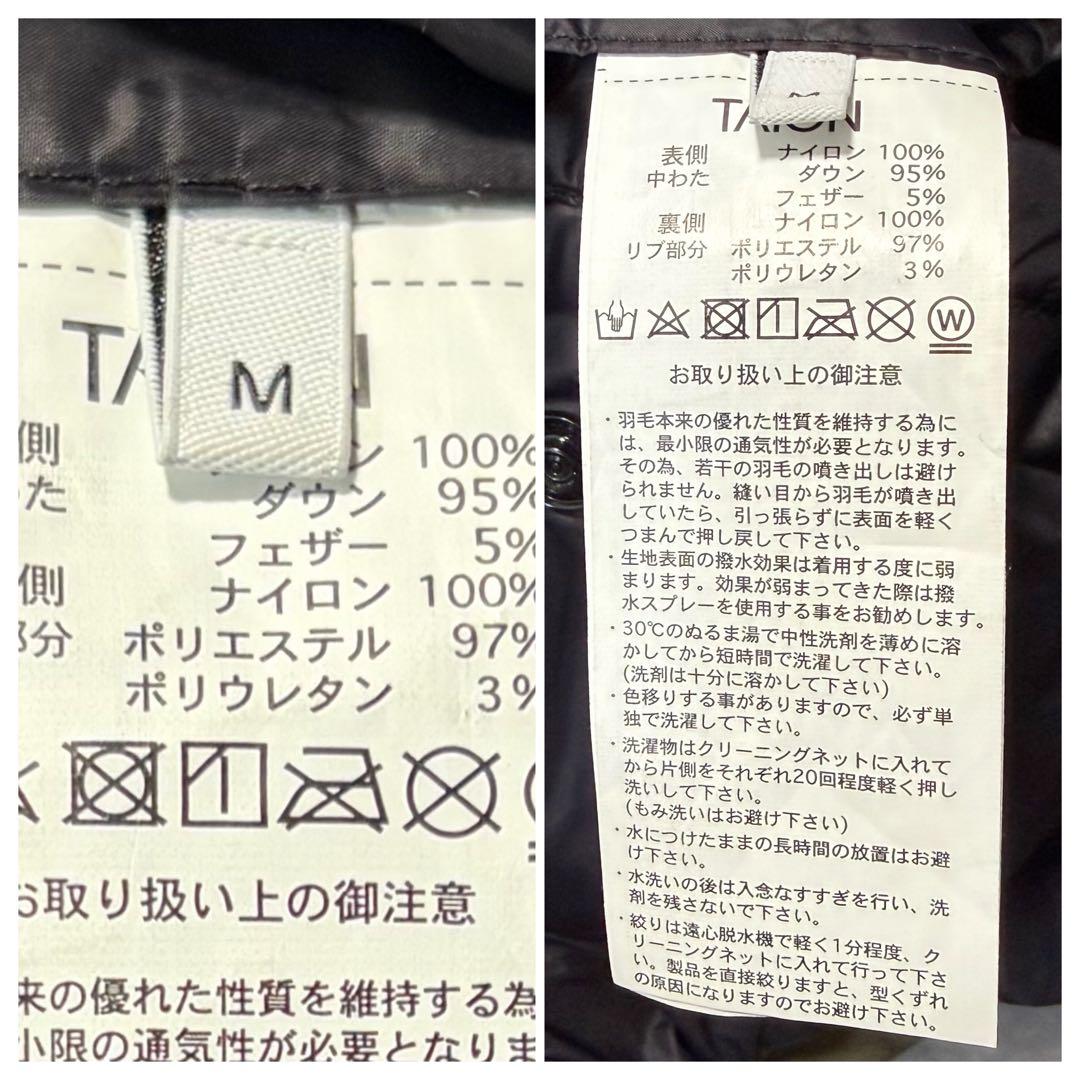 M
100%
た ダウン 95%
フェザー 5%
側 ナイロン 100%
部分 ポリエステル 97%
ポリウレタン 3%
お取り扱い上の御注意
来の優れた性質を維持する為
小限の通気性が必要となりま
TAION
表側 ナイロン 100%
中わた ダウン 95%
フェザー 5%
裏側 ナイロン 100%
リブ部分 ポリエステル 97%
ポリウレタン 3%
W
お取り扱い上の御注意
・羽毛本来の優れた性質を維持する為に
は、最小限の通気性が必要となります。
その為、若干の羽毛の噴き出しは避け
られません。縫い目から羽毛が噴き出
していたら、引っ張らずに表面を軽く
つまんで押し戻して下さい。
・生地表面の撥水効果は着用する度に弱
まります。効果が弱まってきた際は撥
水スプレーを使用する事をお勧めします。
・30℃のぬるま湯で中性洗剤を薄めに溶
かしてから短時間で洗濯して下さい。
(洗剤は十分に溶かして下さい)
・色移りする事がありますので、必ず単
独で洗濯して下さい。
・洗濯物はクリーニングネットに入れて
から片側をそれぞれ20回程度軽く押し
洗いして下さい。
(もみ洗いはお避け下さい)
・水につけたままの長時間の放置はお避
け下さい。
・水洗いの後は入念なすすぎを行い、洗
剤を残さないで下さい。
・絞りは遠心脱水機で軽く1分程度、ク
リーニングネットに入れて行って下さ
い。製品を直接絞りますと、型くずれ
の原因になりますのでお避け下さい。